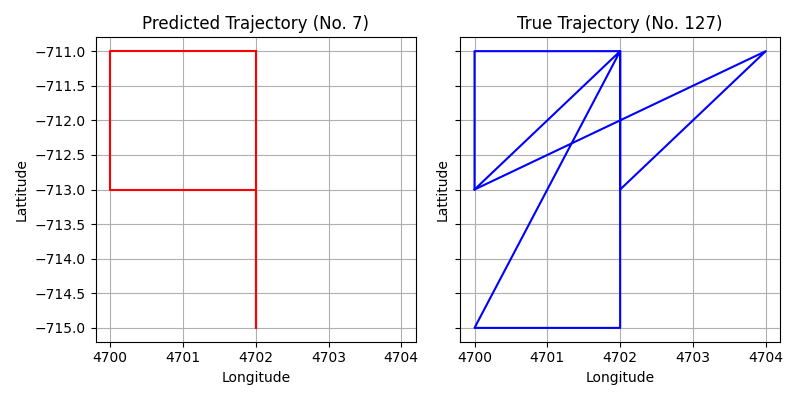 Predicted Trajectory (No. 7)
True Trajectory (No. 127)
Lattitude
−711.0
−711.5
−712.0
−712.5
−713.0
−713.5
−714.0
−714.5
−715.0
4700 4701 4702 4703 4704
Longitude
Lattitude
4700 4701 4702 4703 4704
Longitude